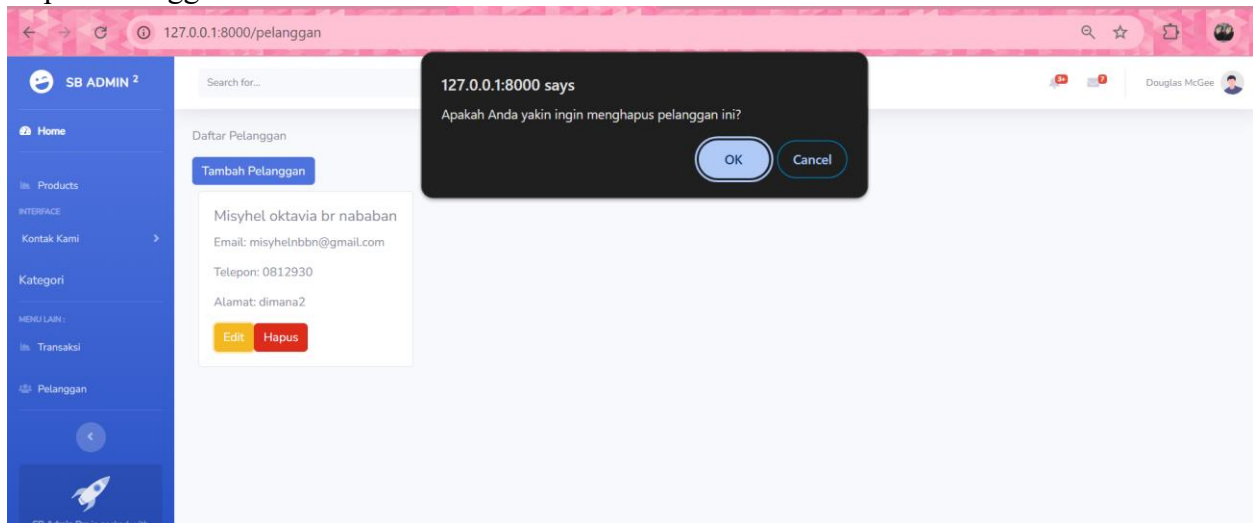 127.0.0.1:8000/pelanggan
SB ADMIN 2
Search for...
127.0.0.1:8000 says
Apakah Anda yakin ingin menghapus pelanggan ini?
OK
Cancel
3+
7
Douglas McGee
Home
Products
INTERFACE
Kontak Kami
Kategori
MENU LAIN :
Transaksi
Pelanggan
Daftar Pelanggan
Tambah Pelanggan
Misyhel oktavia br nababan
Email: misyhelnbbn@gmail.com
Telepon: 0812930
Alamat: dimana2
Edit
Hapus